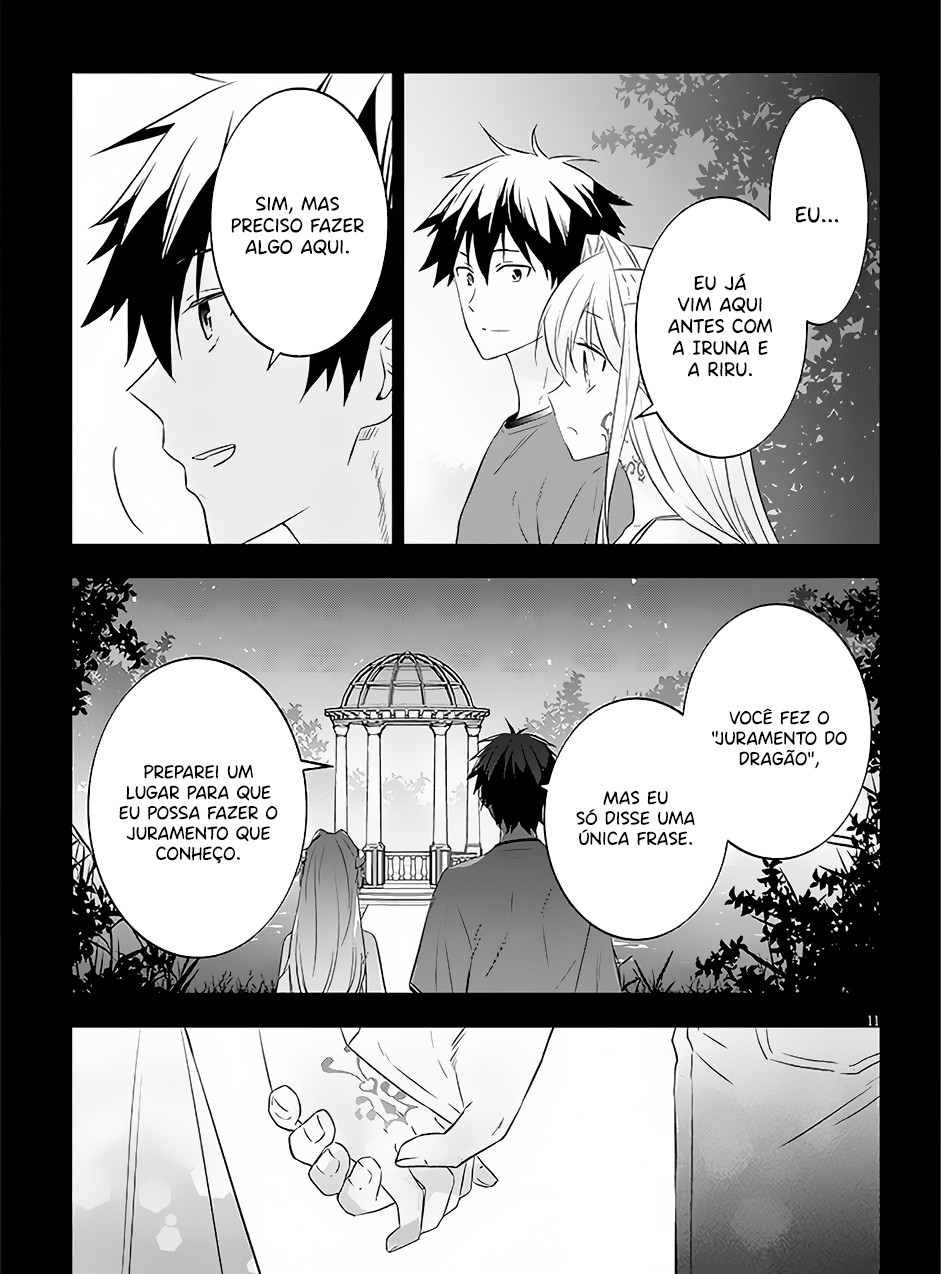 EU...
EU JÁ
VIM AQUI
ANTES COM
A IRUNA E
A RIRU.
SIM, MAS
PRECISO FAZER
ALGO AQUI.
VOCÊ FEZ O
"JURAMENTO DO
DRAGÃO",
MAS EU
SÓ DISSE UMA
ÚNICA FRASE.
PREPAREI UM
LUGAR PARA QUE
EU POSSA FAZER O
JURAMENTO QUE
CONHEÇO.
11